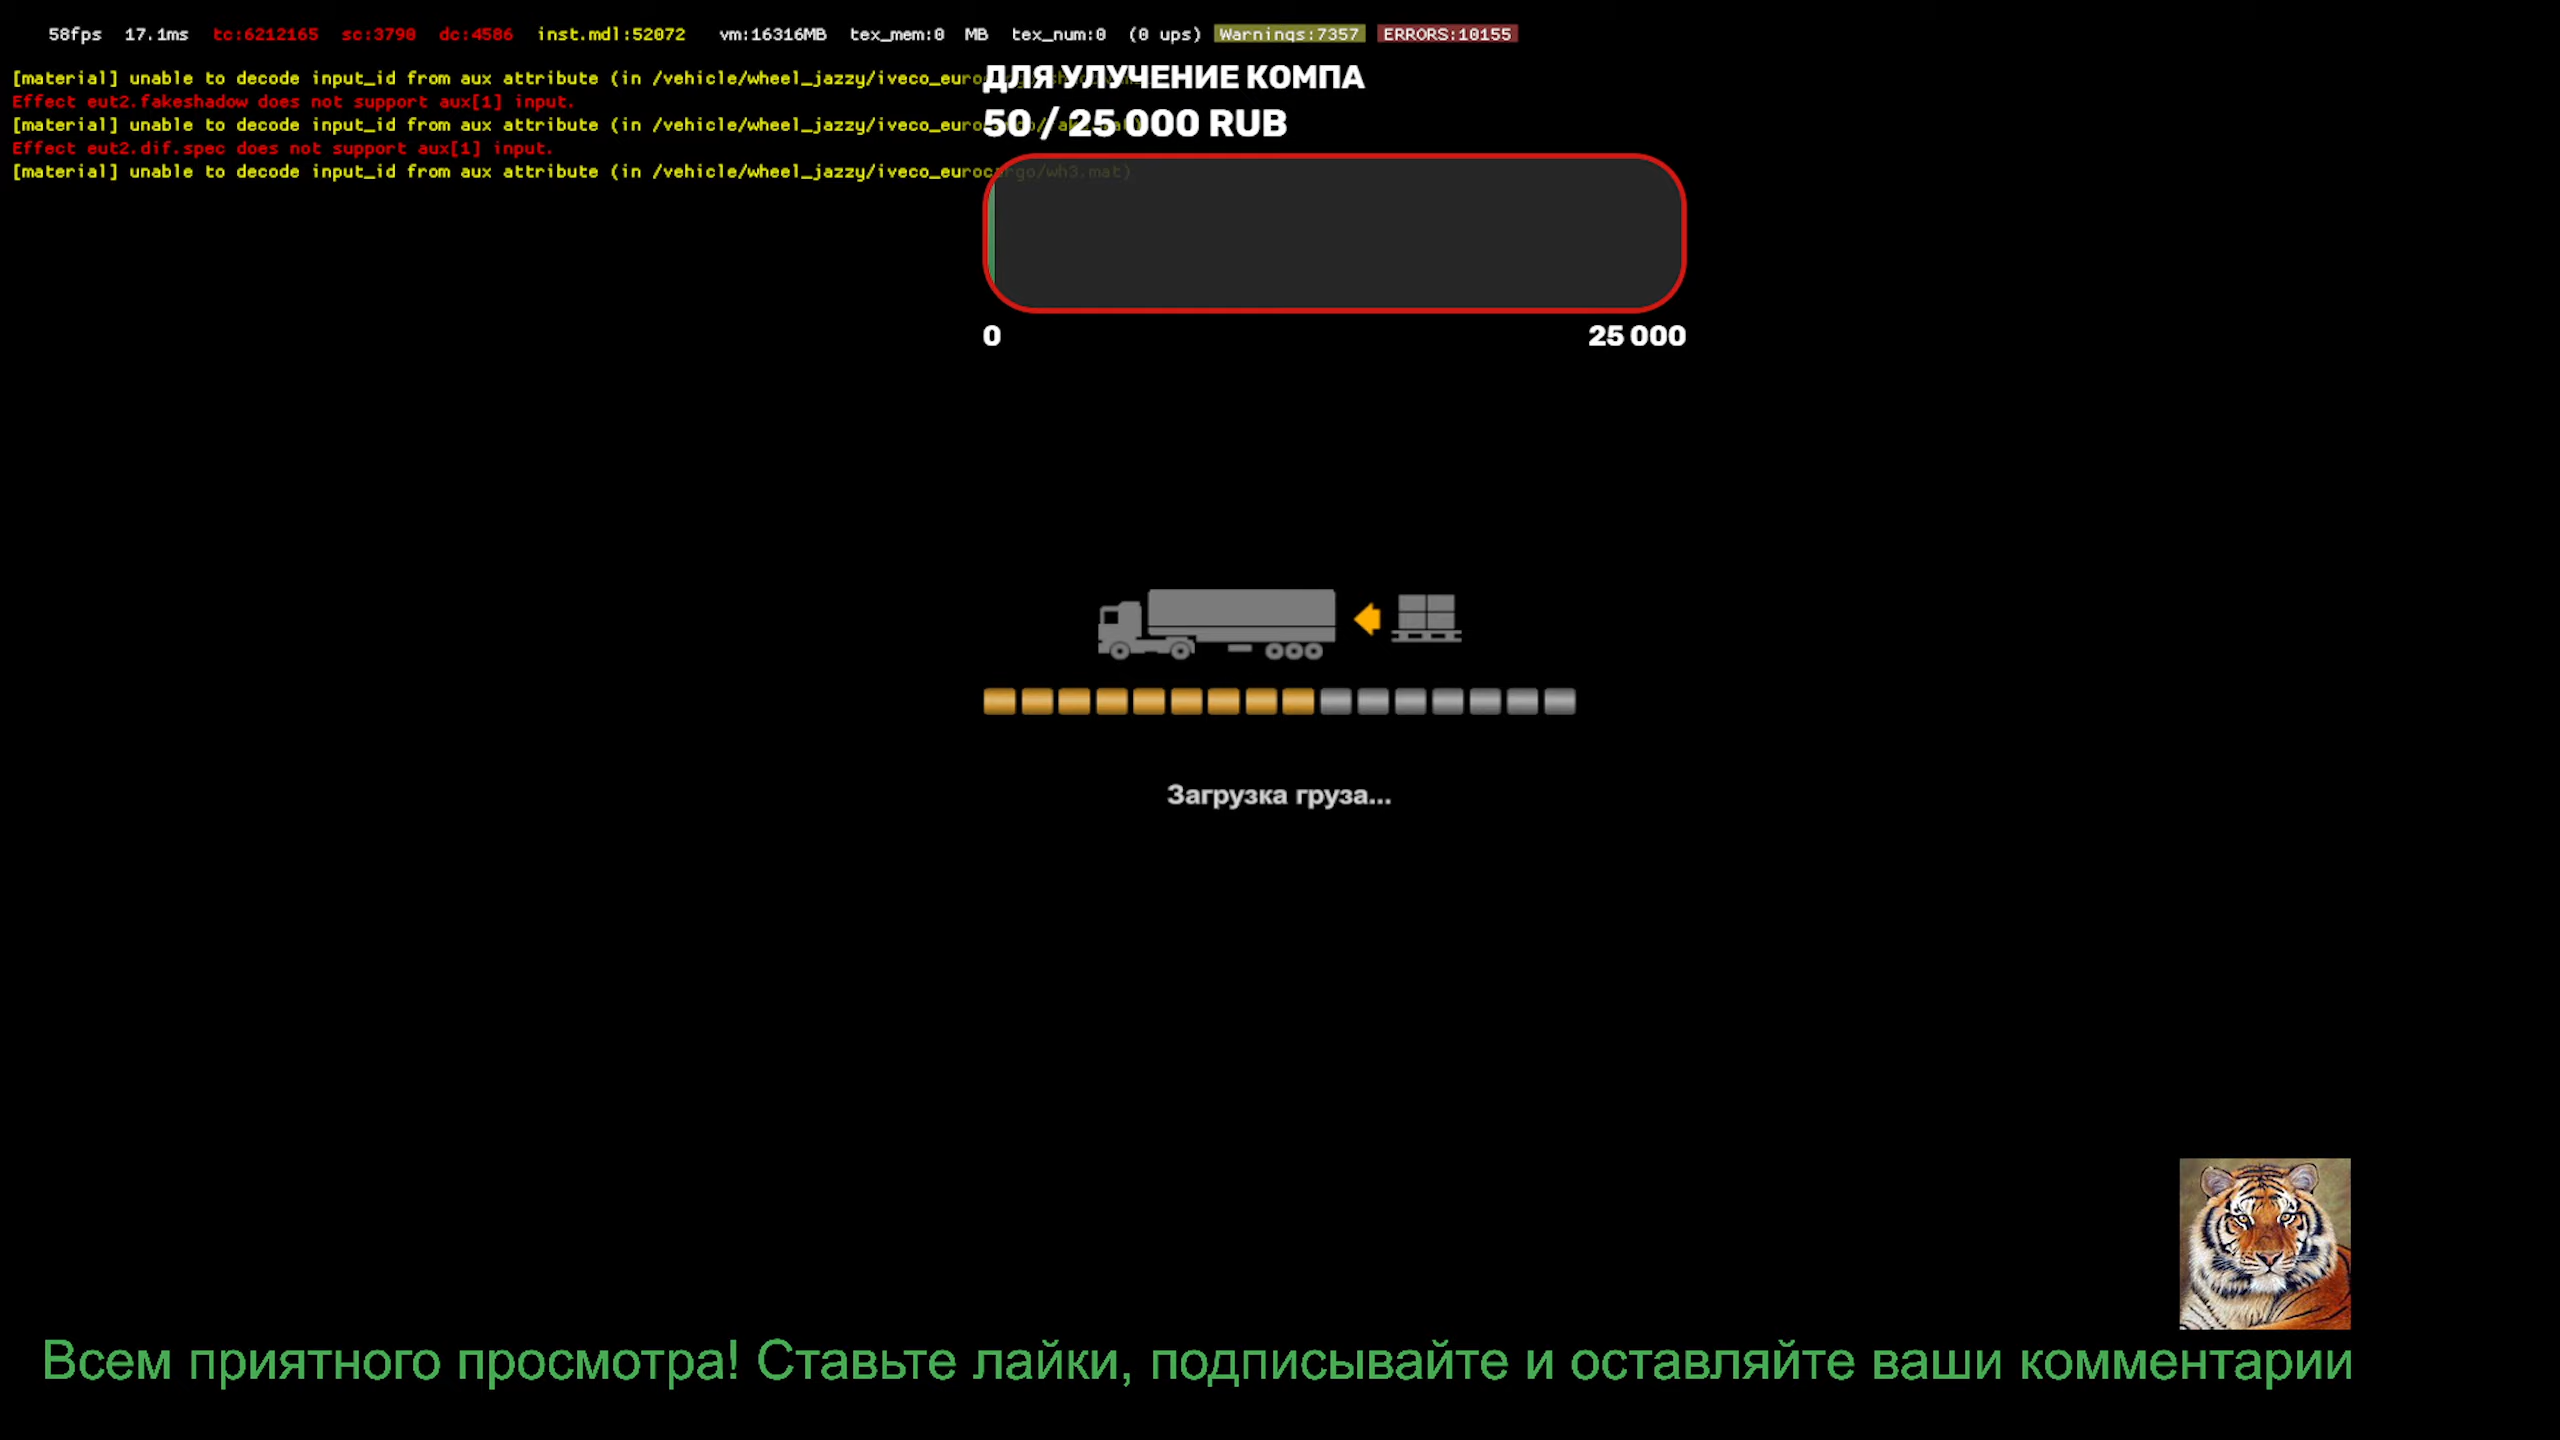 58fps 17.1ms tc:6212165 sc:3790 dc:4586 inst.mdl:52072 vm:16316MB tex_mem:0 MB tex_num:0 (0 ups) Warnings:7357 ERRORS:10155
[material] unable to decode input_id from aux attribute (in /vehicle/wheel_jazzy/iveco_euro
ДЛЯ УЛУЧЕНИЕ КОМПА
Effect eut2.fakeshadow does not support aux[1] input.
[material] unable to decode input_id from aux attribute (in /vehicle/wheel_jazzy/iveco_euro
50 / 25 000 RUB
Effect eut2.dif.spec does not support aux[1] input.
[material] unable to decode input_id from aux attribute (in /vehicle/wheel_jazzy/iveco_eurocargo/wh3.mat)
0 25 000
Загрузка груза...
Всем приятного просмотра! Ставьте лайки, подписывайте и оставляйте ваши комментарии